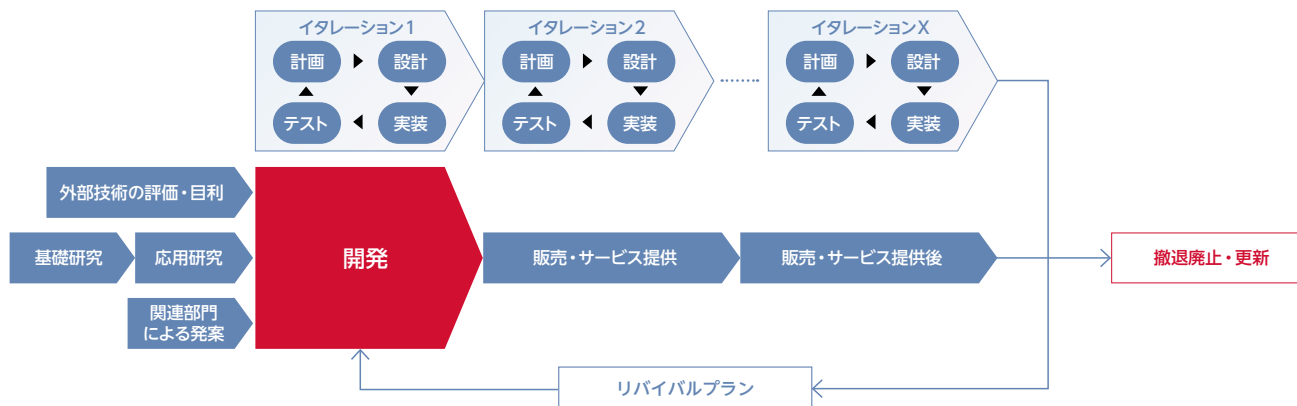 イタレーション1
計画
設計
テスト
実装
イタレーション2
計画
設計
テスト
実装
イタレーションX
計画
設計
テスト
実装
外部技術の評価・目利
基礎研究
応用研究
関連部門
による発案
開発
販売・サービス提供
販売・サービス提供後
撤退廃止・更新
リバイバルプラン